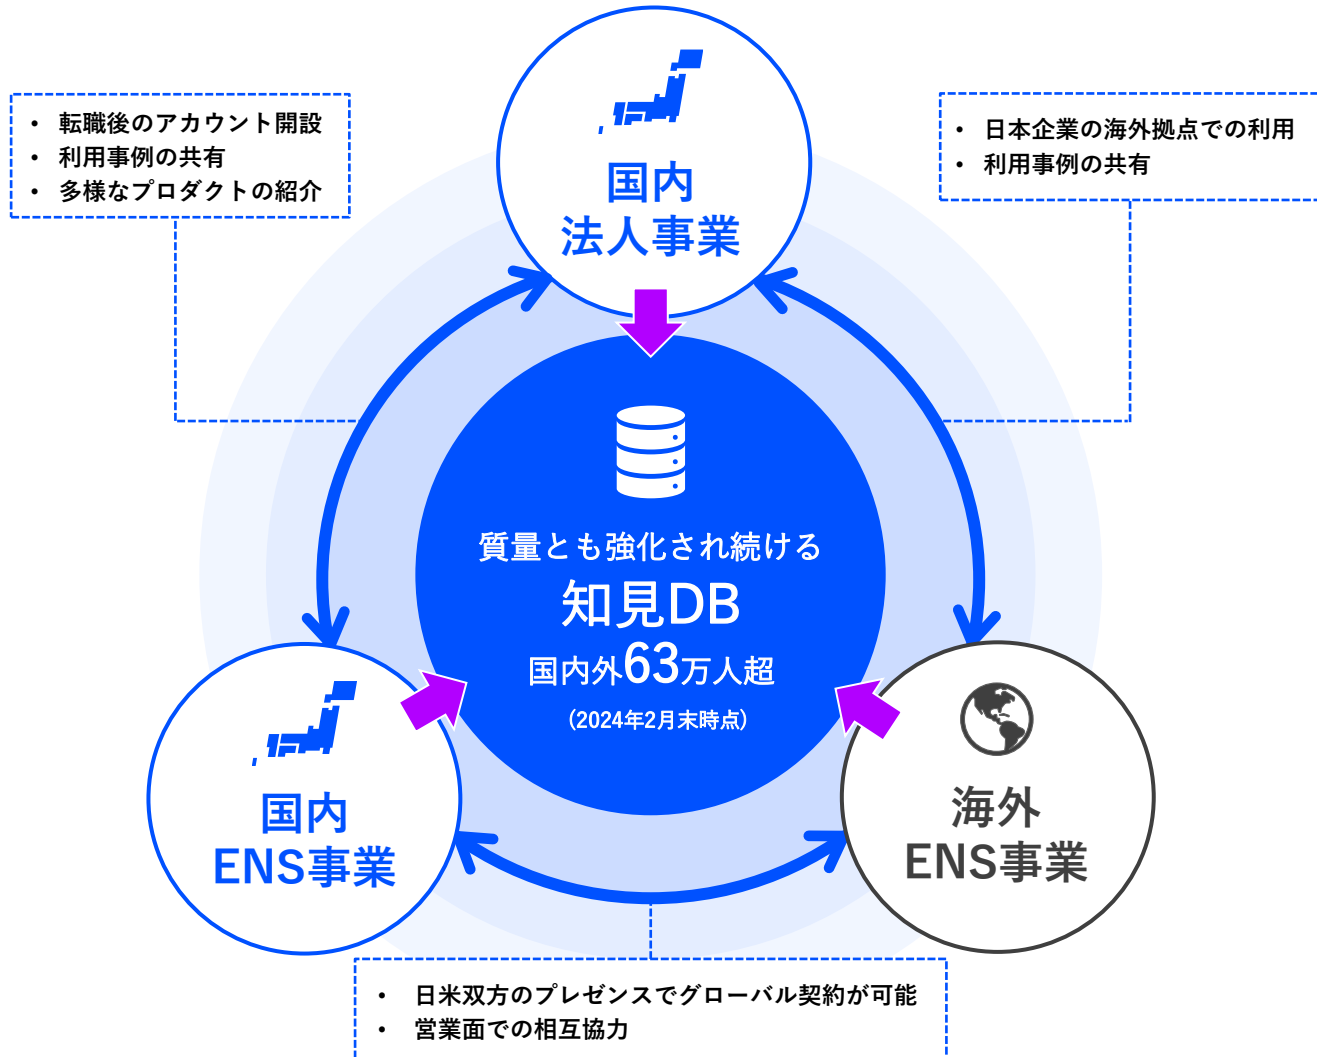 国内
法人事業
• 転職後のアカウント開設
• 利用事例の共有
• 多様なプロダクトの紹介
• 日本企業の海外拠点での利用
• 利用事例の共有
質量とも強化され続ける
知見DB
国内外63万人超
(2024年2月末時点)
国内
ENS事業
海外
ENS事業
• 日米双方のプレゼンスでグローバル契約が可能
• 営業面での相互協力